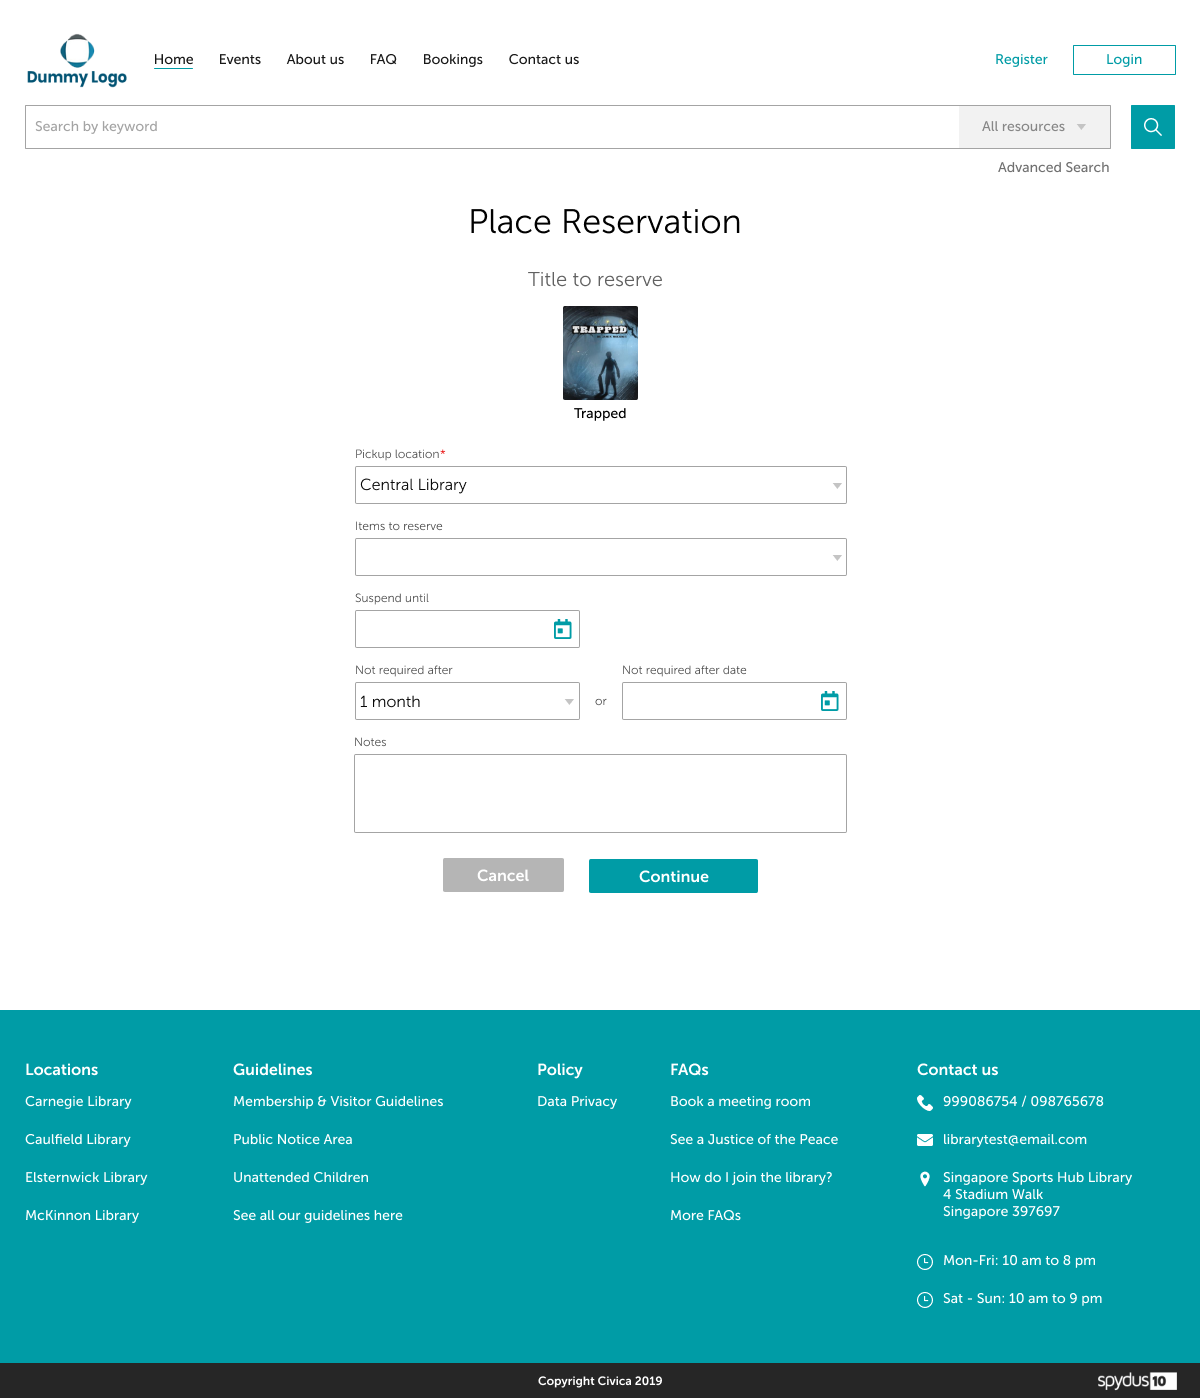 Dummy Logo
Home
Events
About us
FAQ
Bookings
Contact us
Register
Login
Search by keyword
All resources
Advanced Search
Place Reservation
Title to reserve
TRAPPED
Trapped
Pickup location*
Central Library
Items to reserve
Suspend until
Not required after
Not required after date
1 month
or
Notes
Cancel
Continue
Locations
Carnegie Library
Caulfield Library
Elsternwick Library
McKinnon Library
Guidelines
Membership & Visitor Guidelines
Public Notice Area
Unattended Children
See all our guidelines here
Policy
Data Privacy
FAQs
Book a meeting room
See a Justice of the Peace
How do I join the library?
More FAQs
Contact us
999086754 / 098765678
librarytest@email.com
Singapore Sports Hub Library
4 Stadium Walk
Singapore 397697
Mon-Fri: 10 am to 8 pm
Sat - Sun: 10 am to 9 pm
Copyright Civica 2019
spydus10